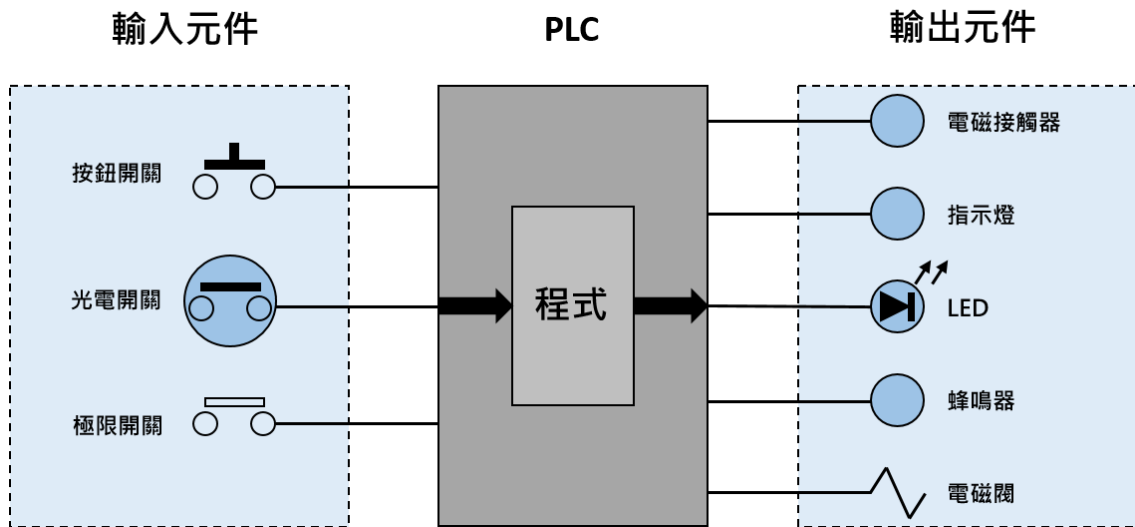 輸入元件
PLC
輸出元件
按鈕開關
光電開關
極限開關
程式
電磁接觸器
指示燈
LED
蜂鳴器
電磁閥